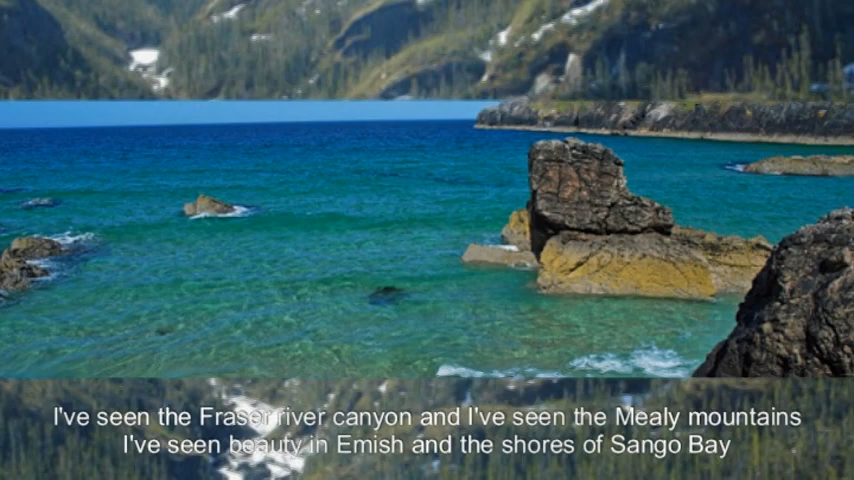 I've seen the Fraser river canyon and I've seen the Mealy mountains
I've seen beauty in Emish and the shores of Sango Bay